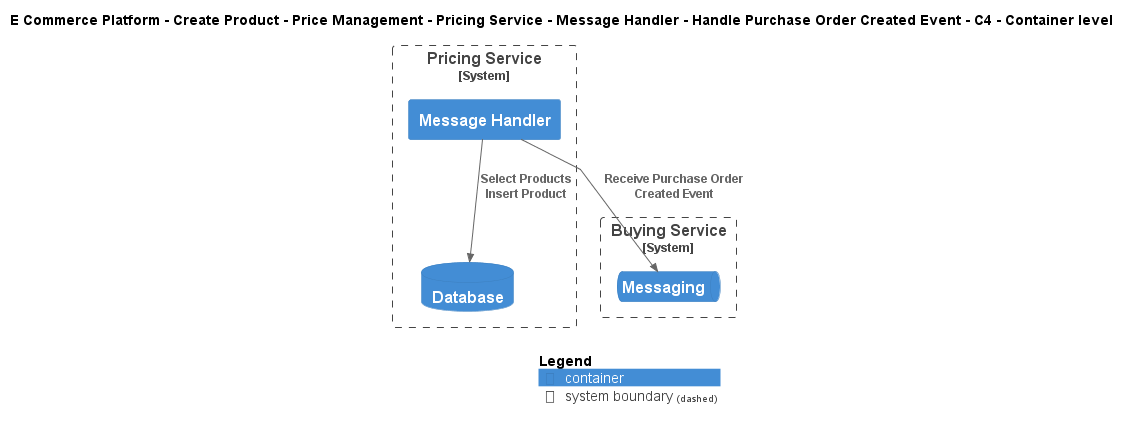 E Commerce Platform - Create Product - Price Management - Pricing Service - Message Handler - Handle Purchase Order Created Event - C4 - Container level
Pricing Service
[System]
Message Handler
Select Products
Insert Product
Receive Purchase Order
Created Event
Buying Service
[System]
Messaging
Database
Legend
container
system boundary (dashed)